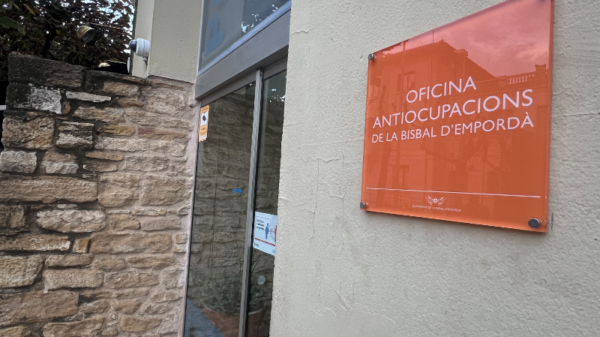 OFICINA
ANTIOCUPACIONS
DE LA BISBAL D'EMPORDÀ